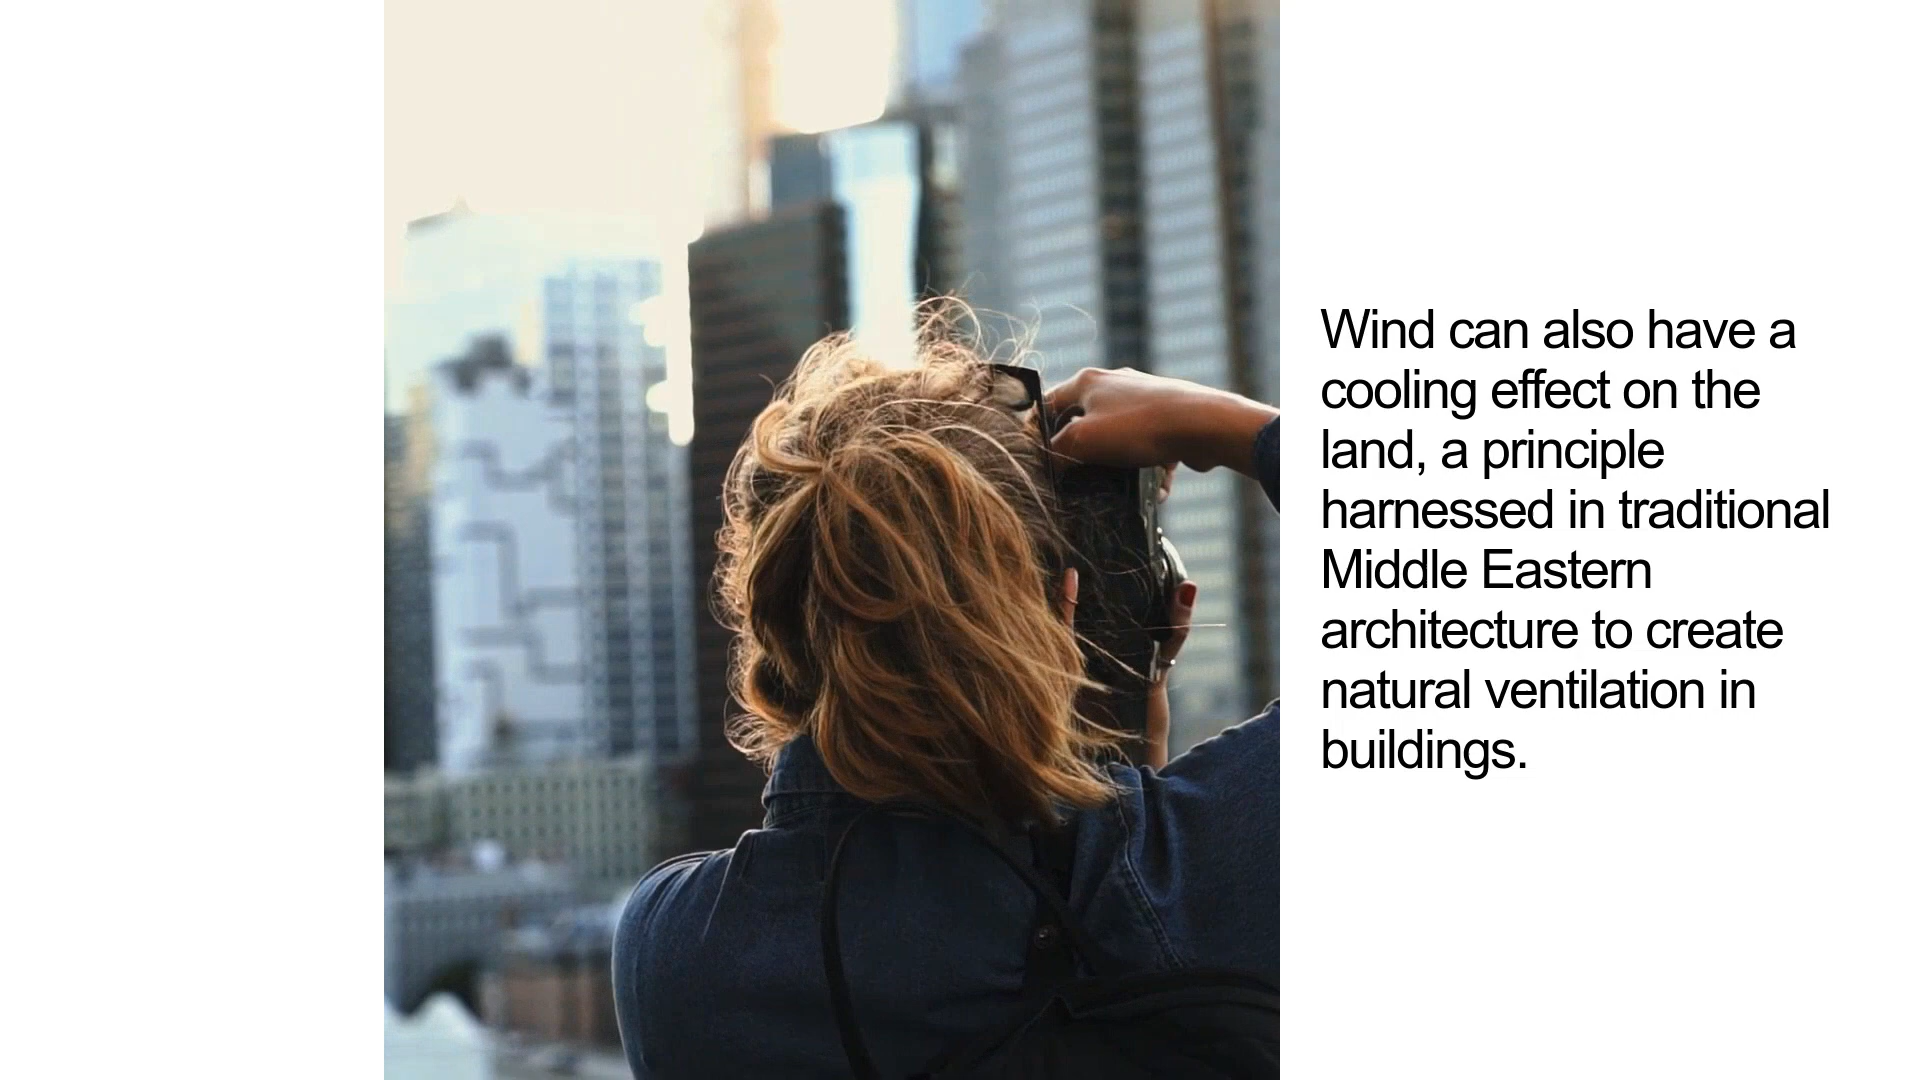 Wind can also have a
cooling effect on the
land, a principle
harnessed in traditional
Middle Eastern
architecture to create
natural ventilation in
buildings.